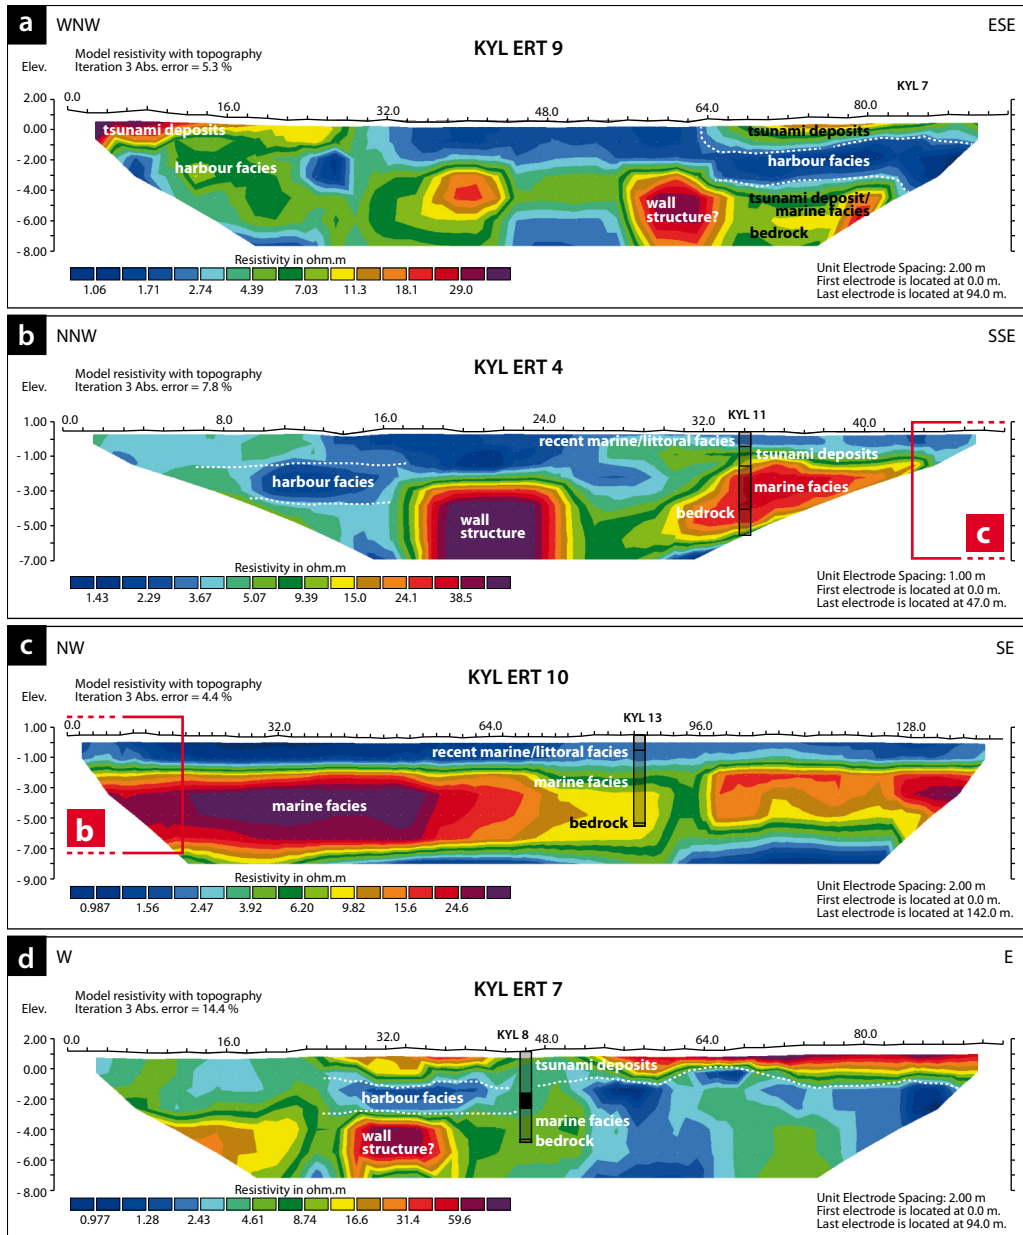 a WNW ESE
KYL ERT 9
Model resistivity with topography
Iteration 3 Abs. error = 5.3 %
Elev.
KYL 7
0.0 16.0 32.0 48.0 64.0 80.0
2.00
0.00
- 2.00
- 4.00
- 6.00
- 8.00
tsunami deposits
harbour facies
wall
structure?
tsunami deposits
harbour facies
tsunami deposit/
marine facies
bedrock
Resistivity in ohm.m
1.06 1.71 2.74 4.39 7.03 11.3 18.1 29.0
Unit Electrode Spacing: 2.00 m
First electrode is located at 0.0 m.
Last electrode is located at 94.0 m.
b NNW SSE
KYL ERT 4
Model resistivity with topography
Iteration 3 Abs. error = 7.8 %
Elev.
KYL 11
0.0 8.0 16.0 24.0 32.0 40.0
1.00
-1.00
-3.00
-5.00
-7.00
recent marine/littoral facies
tsunami deposits
harbour facies
marine facies
wall
structure
bedrock
c
Resistivity in ohm.m
1.43 2.29 3.67 5.07 9.39 15.0 24.1 38.5
Unit Electrode Spacing: 1.00 m
First electrode is located at 0.0 m.
Last electrode is located at 47.0 m.
c NW SE
KYL ERT 10
Model resistivity with topography
Iteration 3 Abs. error = 4.4 %
Elev.
KYL 13
0.0 32.0 64.0 96.0 128.0
1.00
- 1.00
- 3.00
- 5.00
- 7.00
- 9.00
recent marine/littoral facies
marine facies
marine facies
bedrock
b
Resistivity in ohm.m
0.987 1.56 2.47 3.92 6.20 9.82 15.6 24.6
Unit Electrode Spacing: 2.00 m
First electrode is located at 0.0 m.
Last electrode is located at 142.0 m.
d W E
KYL ERT 7
Model resistivity with topography
Iteration 3 Abs. error = 14.4 %
Elev.
KYL 8
0.0 16.0 32.0 48.0 64.0 80.0
2.00
0.00
- 2.00
- 4.00
- 6.00
- 8.00
tsunami deposits
harbour facies
marine facies
wall
structure?
bedrock
Resistivity in ohm.m
0.977 1.28 2.43 4.61 8.74 16.6 31.4 59.6
Unit Electrode Spacing: 2.00 m
First electrode is located at 0.0 m.
Last electrode is located at 94.0 m.